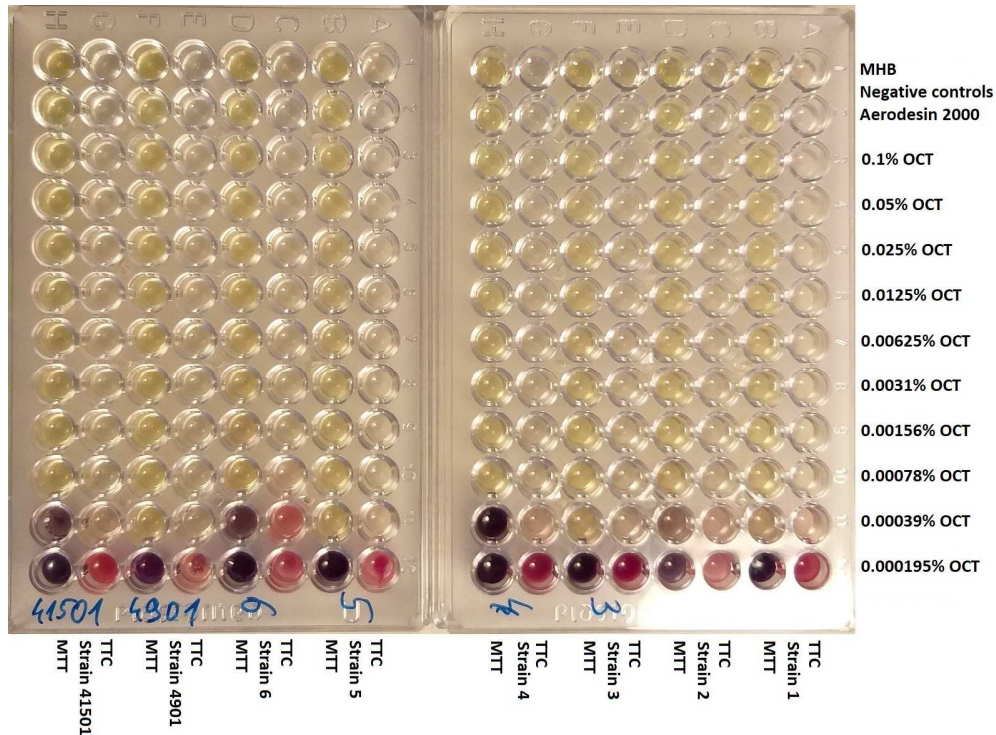 H G F E D C B A
H G F E D C B A
MHB
Negative controls
Aerodesin 2000
0.1% OCT
0.05% OCT
0.025% OCT
0.0125% OCT
0.00625% OCT
0.0031% OCT
0.00156% OCT
0.00078% OCT
0.00039% OCT
0.000195% OCT
41501 4901 6 5
4 3
TTC
Strain 41501
MTT
TTC
Strain 4901
MTT
TTC
Strain 6
MTT
TTC
Strain 5
MTT
TTC
Strain 4
MTT
TTC
Strain 3
MTT
TTC
Strain 2
MTT
TTC
Strain 1
MTT